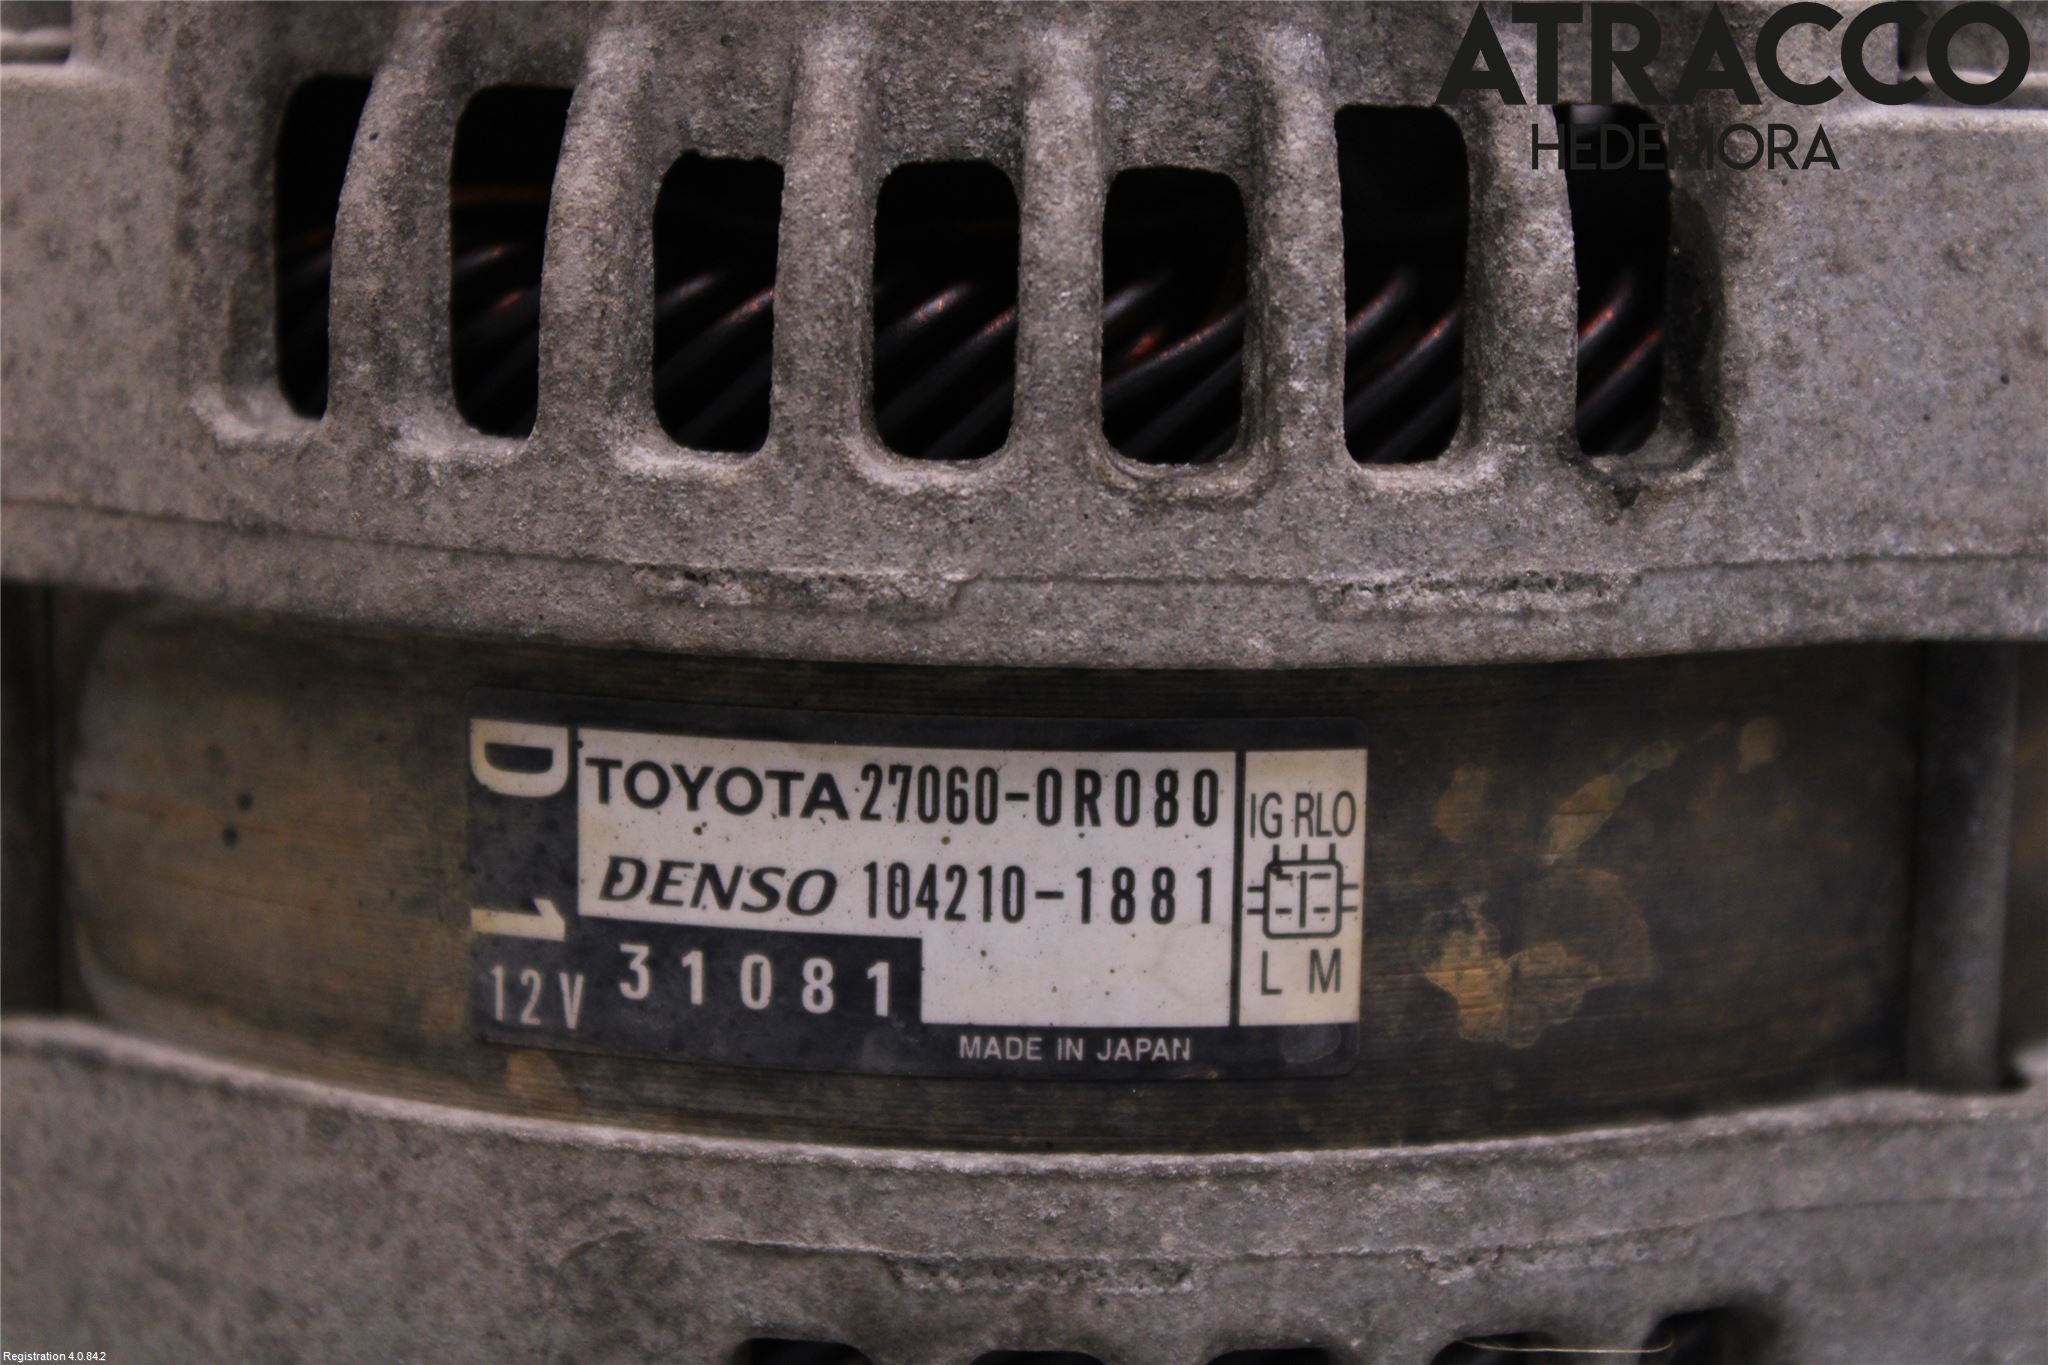 ATRACCO
HEDEMORA
D1
TOYOTA 27060-0R080
DENSO 104210-1881
12V 31081
MADE IN JAPAN
IG RLO
L M
Registration 4.0.84.2